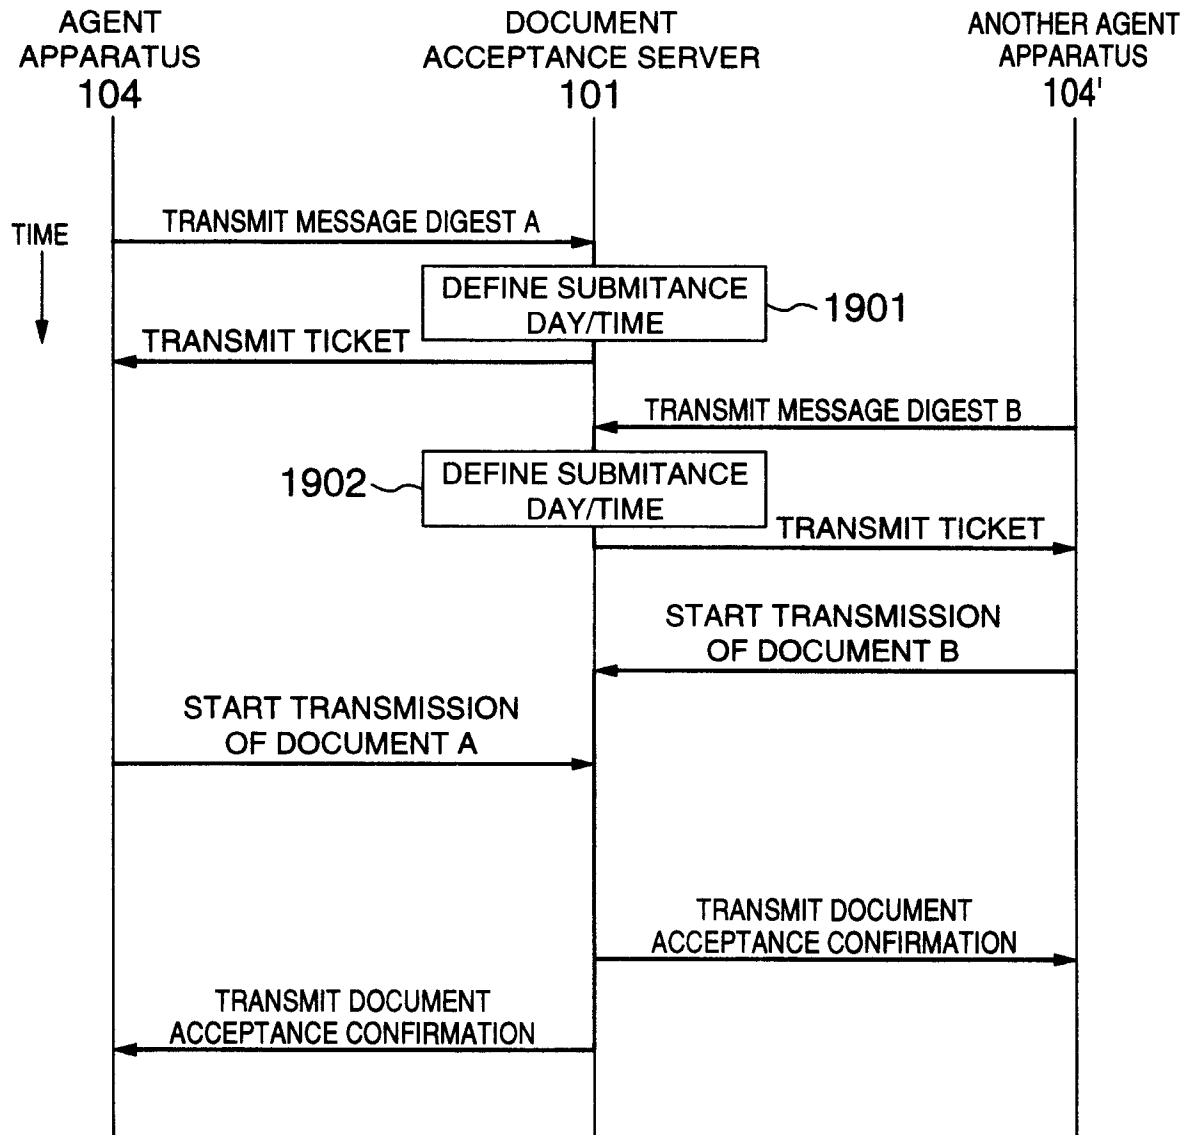 AGENT
APPARATUS
104
DOCUMENT
ACCEPTANCE SERVER
101
ANOTHER AGENT
APPARATUS
104'
TIME
TRANSMIT MESSAGE DIGEST A
DEFINE SUBMITANCE
DAY/TIME
1901
TRANSMIT TICKET
TRANSMIT MESSAGE DIGEST B
1902
DEFINE SUBMITANCE
DAY/TIME
TRANSMIT TICKET
START TRANSMISSION
OF DOCUMENT B
START TRANSMISSION
OF DOCUMENT A
TRANSMIT DOCUMENT
ACCEPTANCE CONFIRMATION
TRANSMIT DOCUMENT
ACCEPTANCE CONFIRMATION